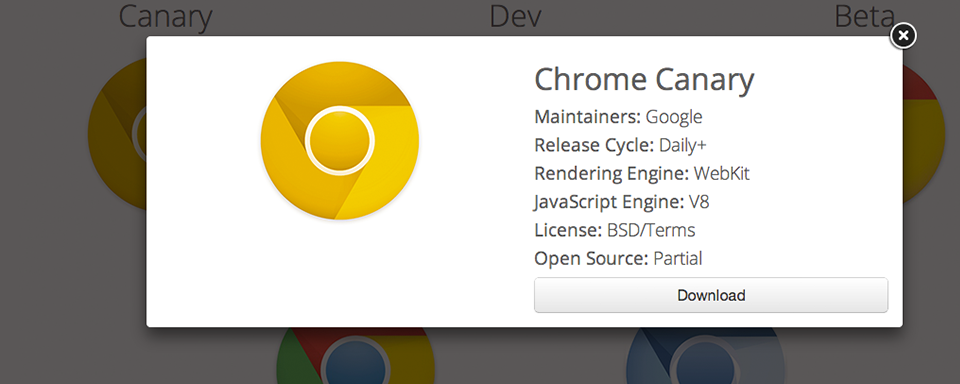 Canary
Dev
Beta
Chrome Canary
Maintainers: Google
Release Cycle: Daily+
Rendering Engine: WebKit
JavaScript Engine: V8
License: BSD/Terms
Open Source: Partial
Download